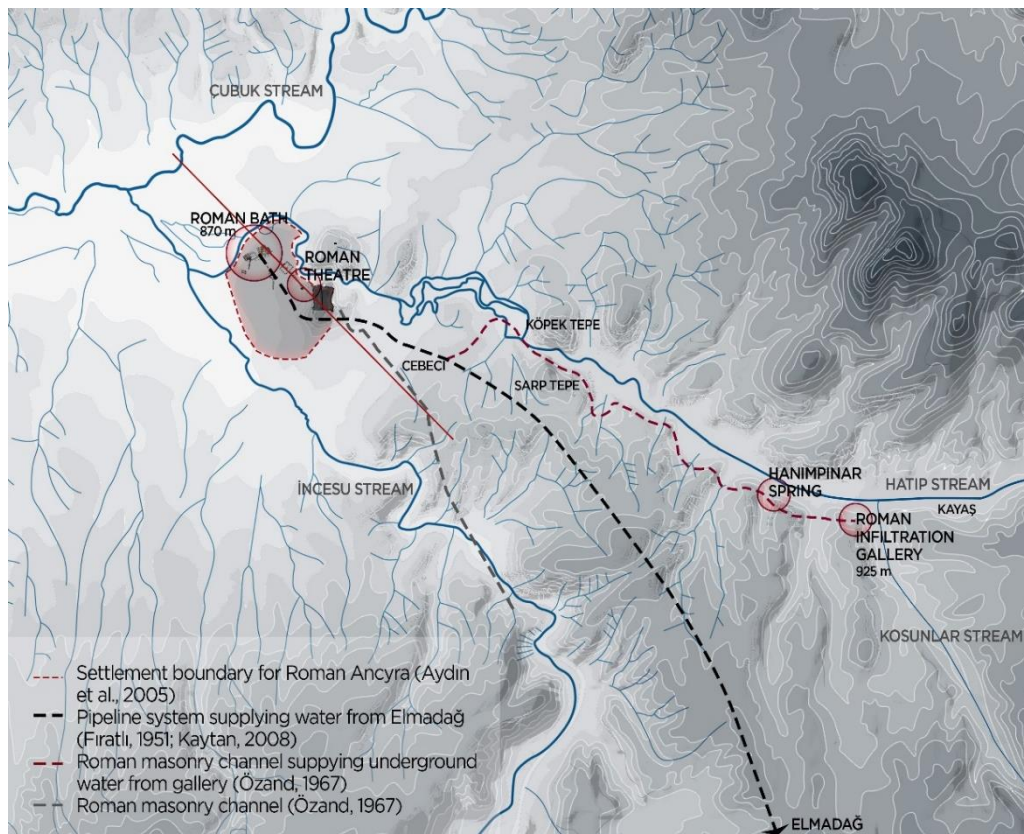 ÇUBUK STREAM
ROMAN BATH
870 m
ROMAN
THEATRE
KÖPEK TEPE
CEBECİ
SARP TEPE
İNCESU STREAM
HANIMPINAR
SPRING
HATIP STREAM
KAYAŞ
ROMAN
INFILTRATION
GALLERY
925 m
KOSUNLAR STREAM
Settlement boundary for Roman Ancyra (Aydın
et al., 2005)
Pipeline system supplying water from Elmadağ
(Fıratlı, 1951; Kaytan, 2008)
Roman masonry channel supplying underground
water from gallery (Özand, 1967)
Roman masonry channel (Özand, 1967)
ELMADAĞ